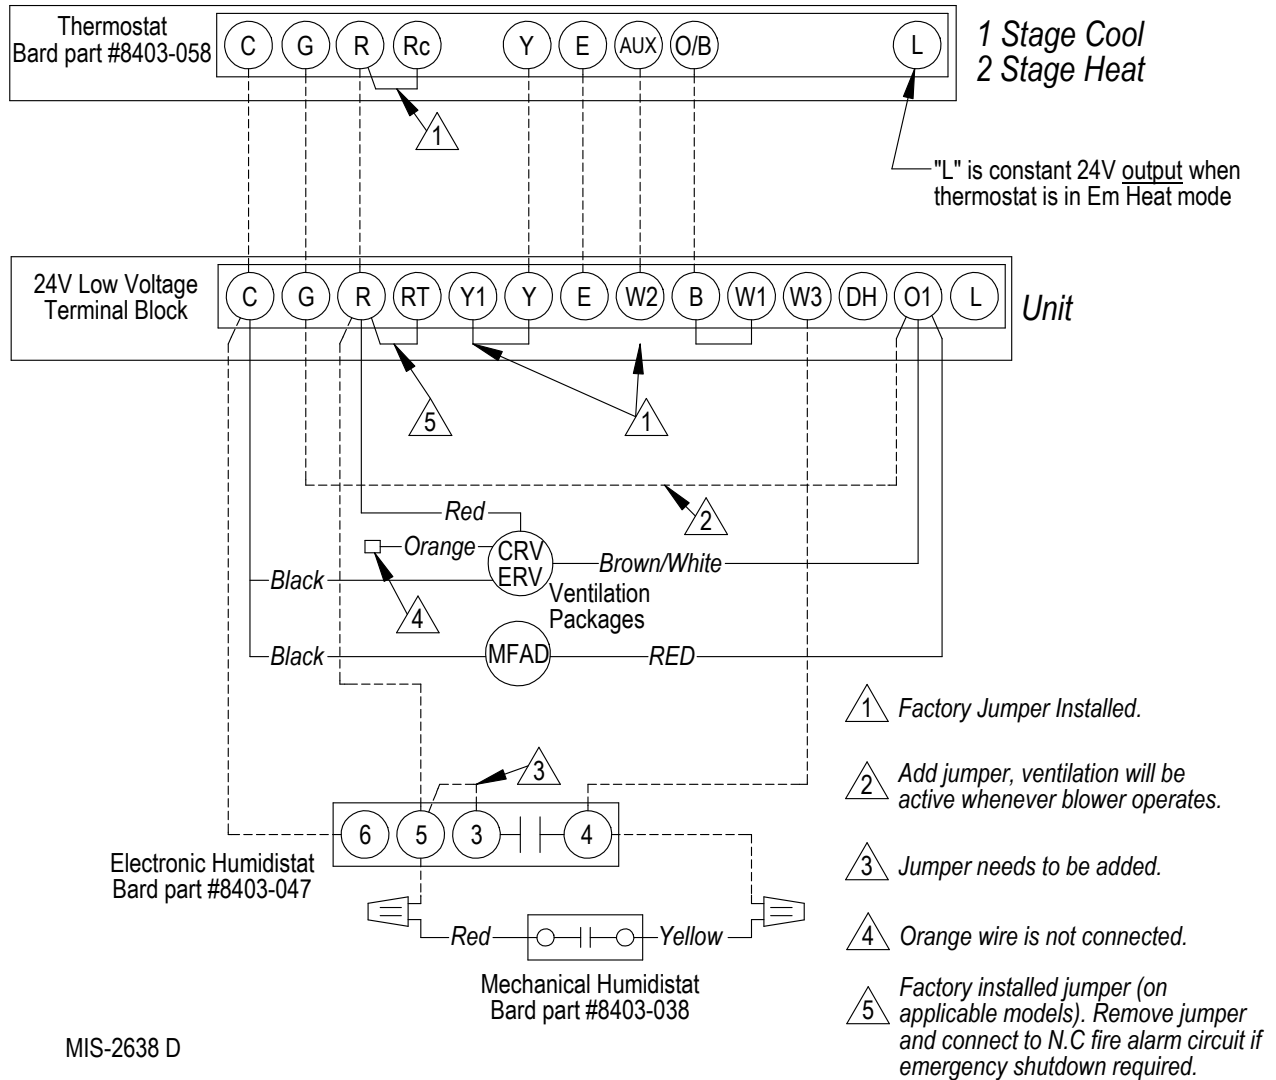 Thermostat
Bard part #8403-058
C G R Rc Y E AUX O/B L
1 Stage Cool
2 Stage Heat
1
"L" is constant 24V output when
thermostat is in Em Heat mode
24V Low Voltage
Terminal Block
C G R RT Y1 Y E W2 B W1 W3 DH O1 L
Unit
5
1
2
Red
Orange
CRV
ERV
Brown/White
Black
Ventilation
Packages
4
Black
MFAD
RED
1 Factory Jumper Installed.
2 Add jumper, ventilation will be
active whenever blower operates.
3
6 5 3 4
Electronic Humidistat
Bard part #8403-047
3 Jumper needs to be added.
Red
Yellow
4 Orange wire is not connected.
Mechanical Humidistat
Bard part #8403-038
5 Factory installed jumper (on
applicable models). Remove jumper
and connect to N.C fire alarm circuit if
emergency shutdown required.
MIS-2638 D